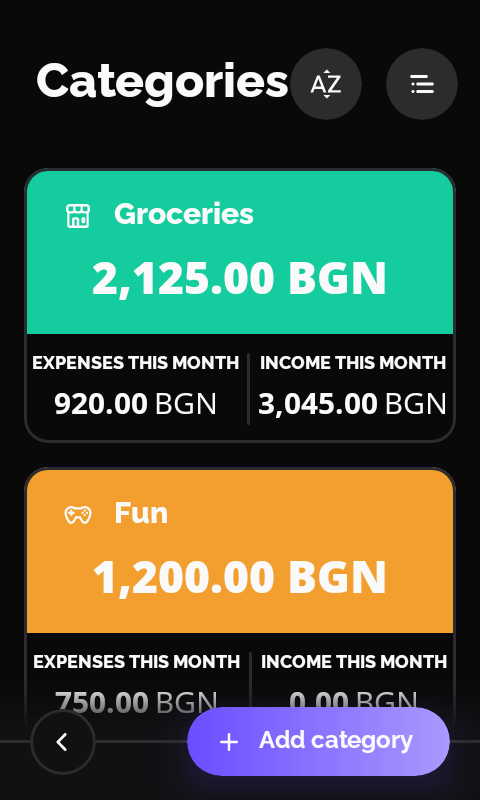 Categories AZ
Groceries
2,125.00 BGN
EXPENSES THIS MONTH INCOME THIS MONTH
920.00 BGN 3,045.00 BGN
Fun
1,200.00 BGN
EXPENSES THIS MONTH INCOME THIS MONTH
750.00 BGN 0.00 BGN
+ Add category